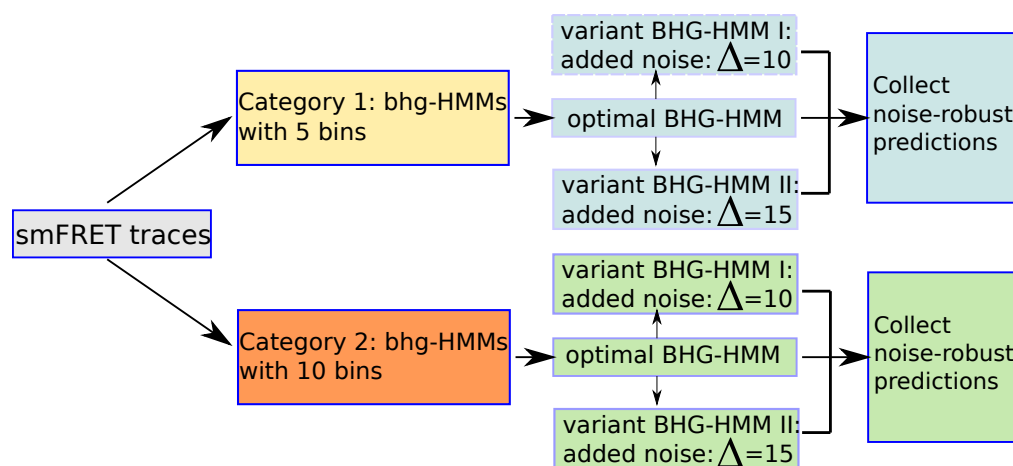 variant BHG-HMM I:
added noise: Δ=10
Category 1: bhg-HMMs
with 5 bins
optimal BHG-HMM
Collect
noise-robust
predictions
variant BHG-HMM II:
added noise: Δ=15
smFRET traces
variant BHG-HMM I:
added noise: Δ=10
Category 2: bhg-HMMs
with 10 bins
optimal BHG-HMM
Collect
noise-robust
predictions
variant BHG-HMM II:
added noise: Δ=15